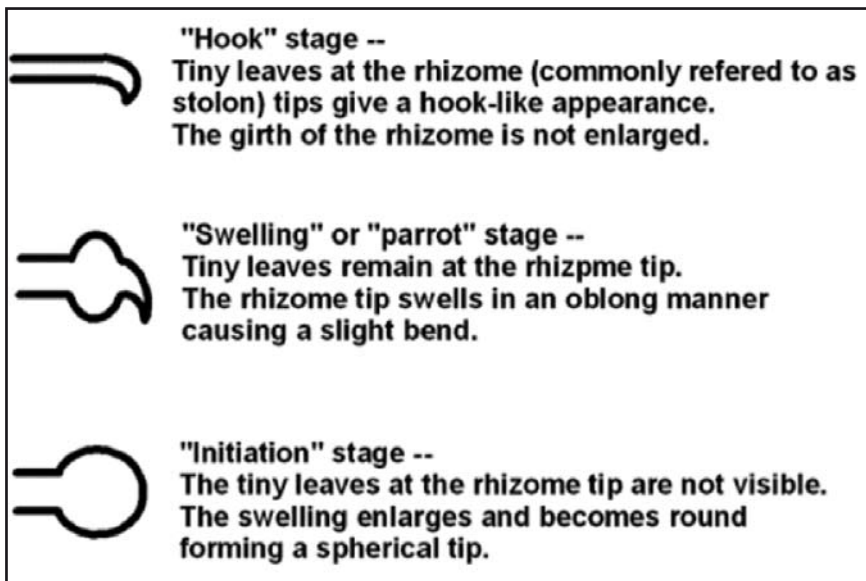 "Hook" stage --
Tiny leaves at the rhizome (commonly refered to as
stolon) tips give a hook-like appearance.
The girth of the rhizome is not enlarged.
"Swelling" or "parrot" stage --
Tiny leaves remain at the rhizpme tip.
The rhizome tip swells in an oblong manner
causing a slight bend.
"Initiation" stage --
The tiny leaves at the rhizome tip are not visible.
The swelling enlarges and becomes round
forming a spherical tip.